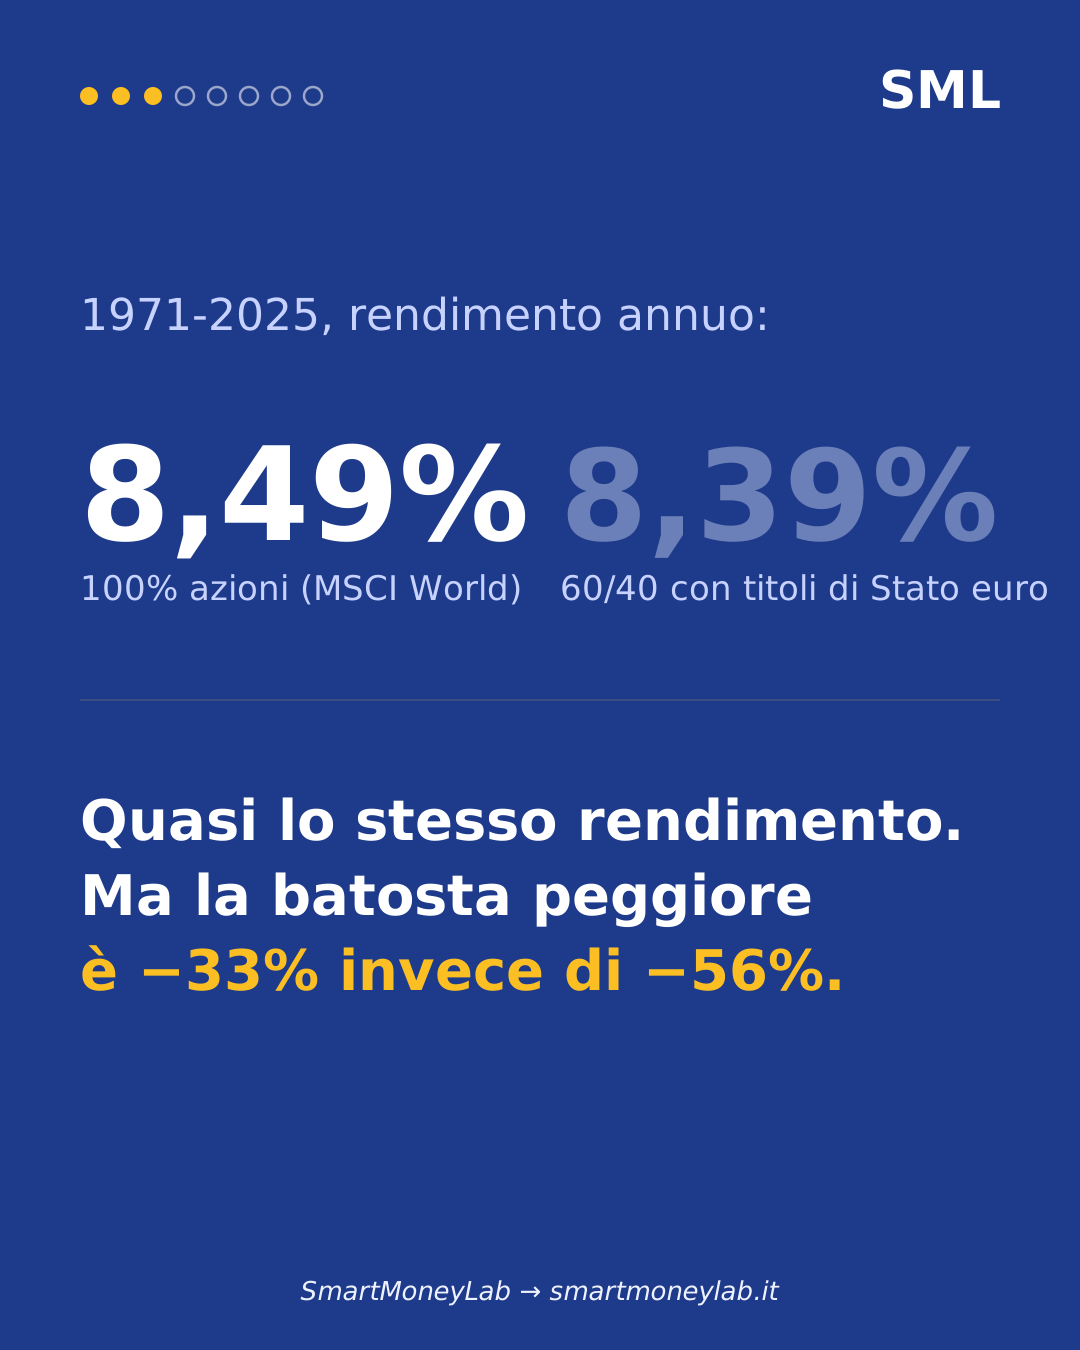 SML
1971-2025, rendimento annuo:
8,49% 8,39%
100% azioni (MSCI World) 60/40 con titoli di Stato euro
Quasi lo stesso rendimento.
Ma la batosta peggiore
è −33% invece di −56%.
SmartMoneyLab → smartmoneylab.it